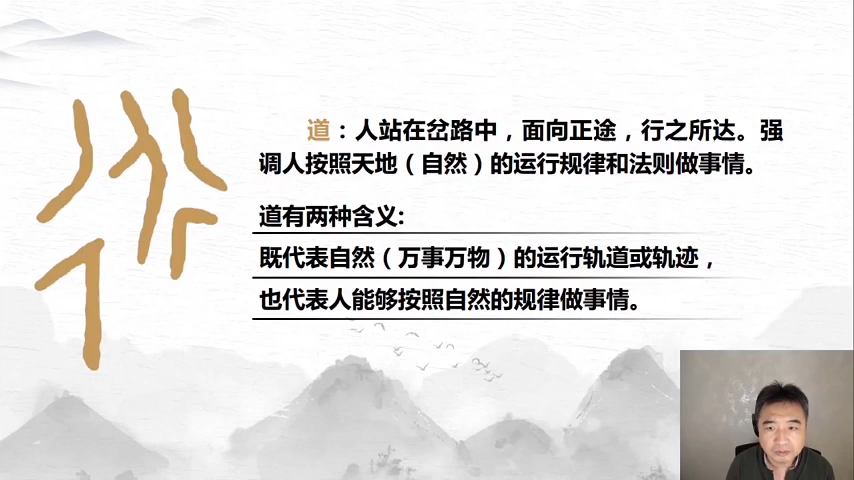 道：人站在岔路中，面向正途，行之所达。强
调人按照天地（自然）的运行规律和法则做事情。
道有两种含义:
既代表自然（万事万物）的运行轨道或轨迹，
也代表人能够按照自然的规律做事情。